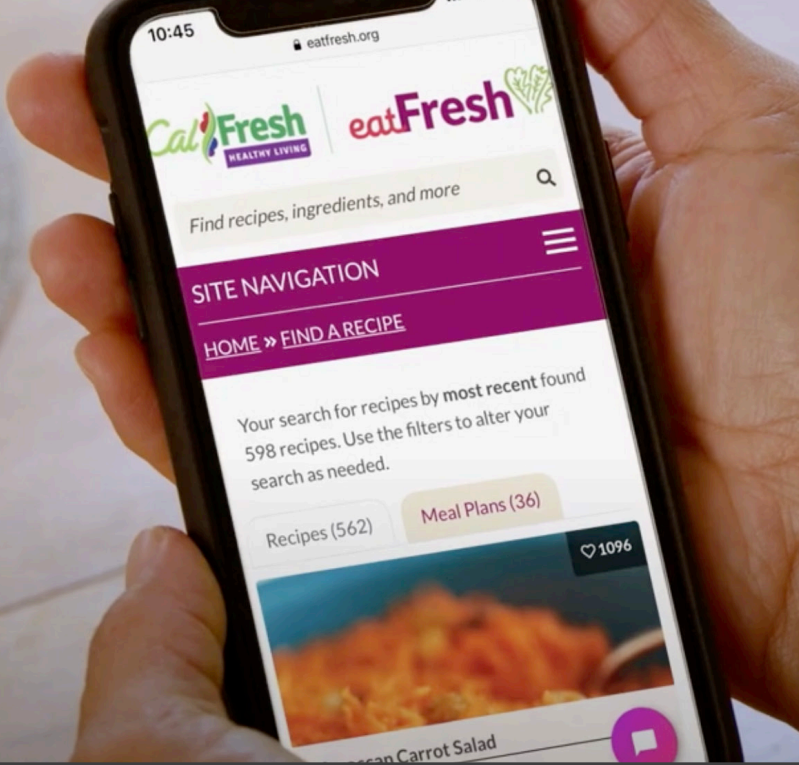 10:45
eatfresh.org
CalFresh
HEALTHY LIVING
eatFresh
Find recipes, ingredients, and more
SITE NAVIGATION
HOME » FIND A RECIPE
Your search for recipes by most recent found
598 recipes. Use the filters to alter your
search as needed.
Recipes (562)
Meal Plans (36)
1096
Carrot Salad